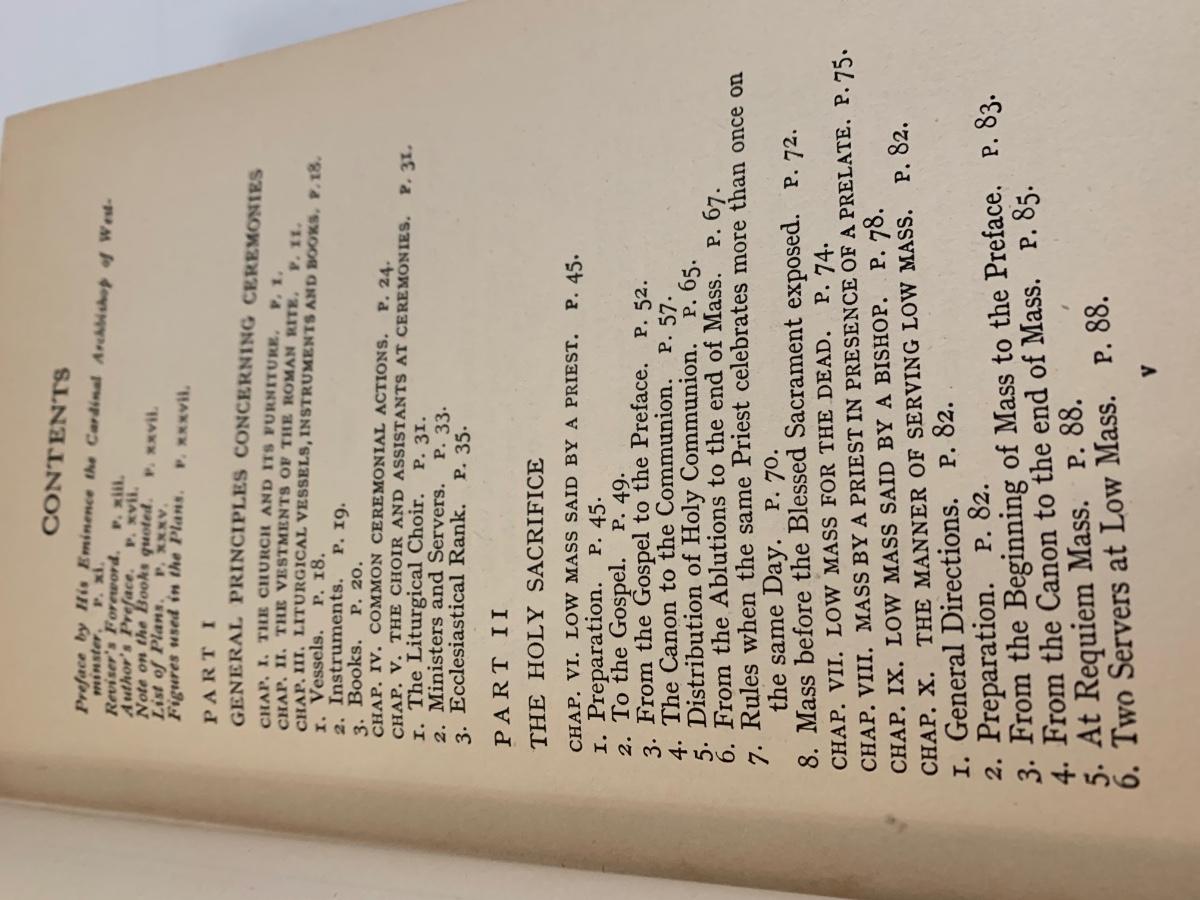 CONTENTS
Preface by His Eminence the Cardinal Archbishop of West-
minster. P. xi.
Reviser's Foreword. P. xiii.
Author's Preface. P. xvii.
Note on the Books quoted. P. xxvii.
List of Plans. P. xxxv.
Figures used in the Plans. P. xxxvii.
PART I
GENERAL PRINCIPLES CONCERNING CEREMONIES
CHAP. I. THE CHURCH AND ITS FURNITURE. P. 1.
CHAP. II. THE VESTMENTS OF THE ROMAN RITE. P. 11.
CHAP. III. LITURGICAL VESSELS, INSTRUMENTS AND BOOKS. P. 18.
1. Vessels. P. 18.
2. Instruments. P. 19.
3. Books. P. 20.
CHAP. IV. COMMON CEREMONIAL ACTIONS. P. 24.
CHAP. V. THE CHOIR AND ASSISTANTS AT CEREMONIES. P. 31.
1. The Liturgical Choir. P. 31.
2. Ministers and Servers. P. 33.
3. Ecclesiastical Rank. P. 35.
PART II
THE HOLY SACRIFICE
CHAP. VI. LOW MASS SAID BY A PRIEST. P. 45.
1. Preparation. P. 45.
2. To the Gospel. P. 49.
3. From the Gospel to the Preface. P. 52.
4. The Canon to the Communion. P. 57.
5. Distribution of Holy Communion. P. 65.
6. From the Ablutions to the end of Mass. P. 67.
7. Rules when the same Priest celebrates more than once on
the same Day. P. 70.
8. Mass before the Blessed Sacrament exposed. P. 72.
CHAP. VII. LOW MASS FOR THE DEAD. P. 74.
CHAP. VIII. MASS BY A PRIEST IN PRESENCE OF A PRELATE. P. 75.
CHAP. IX. LOW MASS SAID BY A BISHOP. P. 78.
CHAP. X. THE MANNER OF SERVING LOW MASS. P. 82.
1. General Directions. P. 82.
2. Preparation. P. 82.
3. From the Beginning of Mass to the Preface. P. 83.
4. From the Canon to the end of Mass. P. 85.
5. At Requiem Mass. P. 88.
6. Two Servers at Low Mass. P. 88.
v